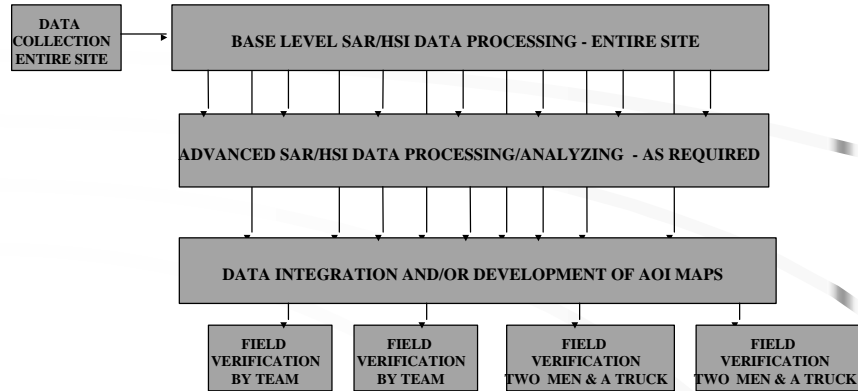 DATA
COLLECTION
ENTIRE SITE
BASE LEVEL SAR/HSI DATA PROCESSING - ENTIRE SITE
ADVANCED SAR/HSI DATA PROCESSING/ANALYZING - AS REQUIRED
DATA INTEGRATION AND/OR DEVELOPMENT OF AOI MAPS
FIELD
VERIFICATION
BY TEAM
FIELD
VERIFICATION
BY TEAM
FIELD
VERIFICATION
TWO MEN & A TRUCK
FIELD
VERIFICATION
TWO MEN & A TRUCK